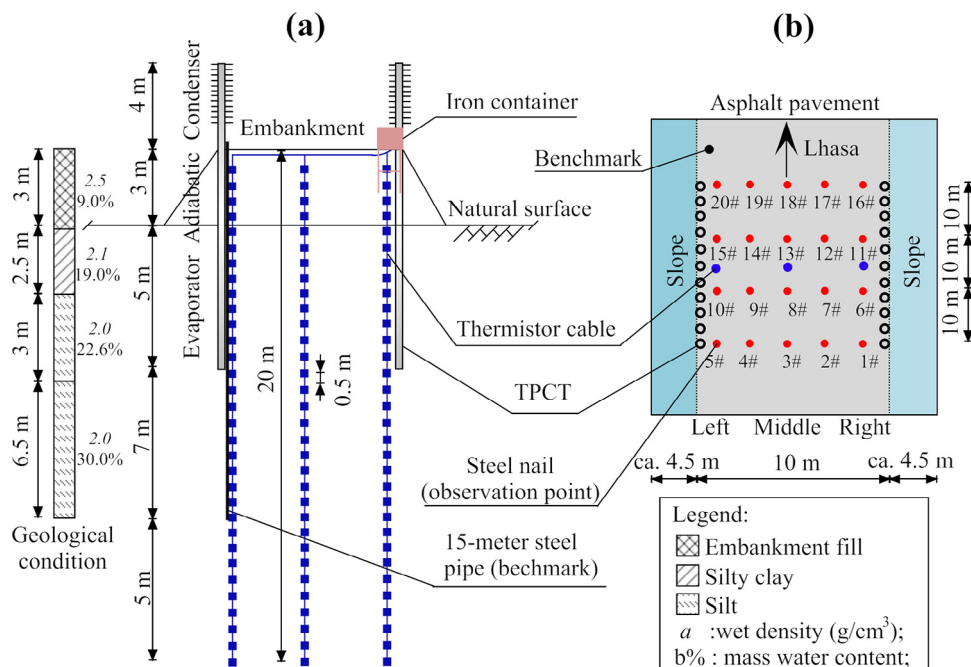 (a)
4 m
3 m
5 m
7 m
5 m
Condenser
Adiabatic
Evaporator
Embankment
Iron container
Natural surface
Thermistor cable
TPCT
Steel nail
(observation point)
15-meter steel
pipe (bechmark)
20 m
0.5 m
3 m
2.5 m
3 m
6.5 m
2.5
9.0%
2.1
19.0%
2.0
22.6%
2.0
30.0%
Geological
condition
(b)
Asphalt pavement
Benchmark
Lhasa
20# 19# 18# 17# 16#
15# 14# 13# 12# 11#
10# 9# 8# 7# 6#
5# 4# 3# 2# 1#
Slope
Slope
10 m
10 m
10 m
Left Middle Right
ca. 4.5 m 10 m ca. 4.5 m
Legend:
Embankment fill
Silty clay
Silt
a :wet density (g/cm³);
b% : mass water content;